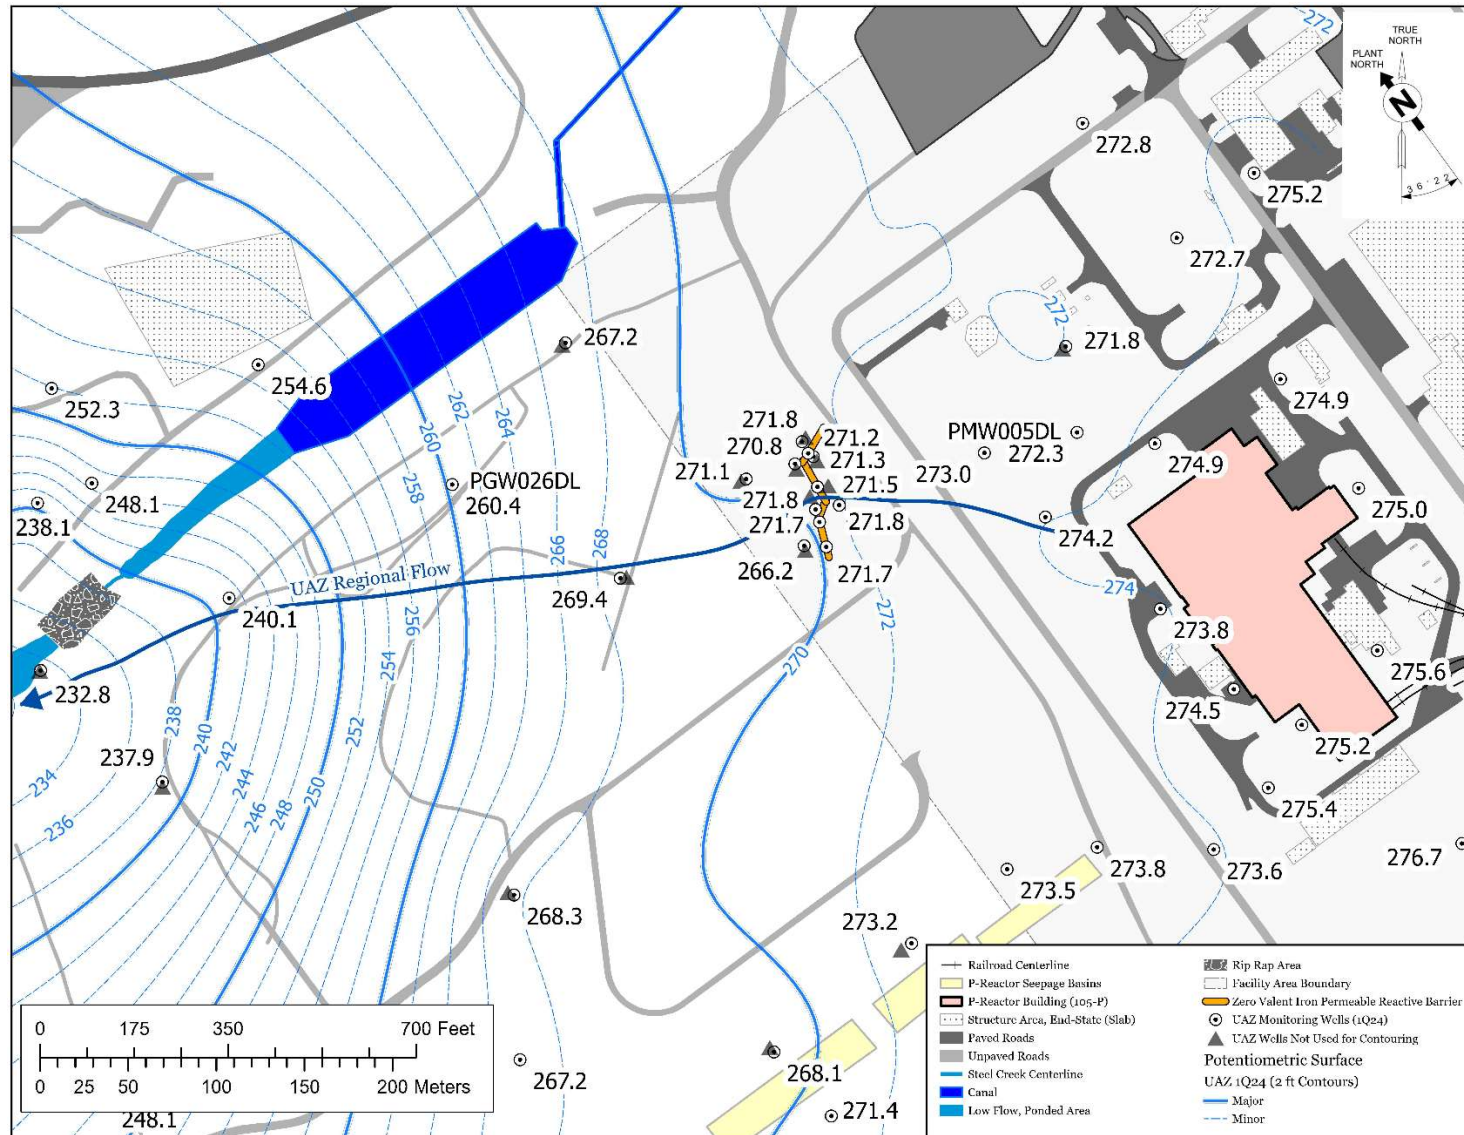 272
TRUE
NORTH
PLANT
NORTH
N
36°22'
272.8
275.2
272.7
272
271.8
267.2
254.6
252.3
274.9
262
264
260
271.8
271.2
270.8
271.3
PMW005DL
272.3
274.9
271.1
273.0
271.5
PGW026DL
260.4
258
248.1
238.1
271.8
271.7
271.8
275.0
274.2
266
268
266.2
271.7
UAZ Regional Flow
269.4
274
240.1
256
272
273.8
254
270
275.6
232.8
238
240
252
274.5
275.2
237.9
242
234
244
250
246
248
275.4
236
273.8
273.6
276.7
273.5
268.3
273.2
0 175 350 700 Feet
0 25 50 100 150 200 Meters
248.1
267.2
268.1
271.4
Railroad Centerline
P-Reactor Seepage Basins
P-Reactor Building (105-P)
Structure Area, End-State (Slab)
Paved Roads
Unpaved Roads
Steel Creek Centerline
Canal
Low Flow, Ponded Area
Rip Rap Area
Facility Area Boundary
Zero Valent Iron Permeable Reactive Barrier
UAZ Monitoring Wells (1Q24)
UAZ Wells Not Used for Contouring
Potentiometric Surface
UAZ 1Q24 (2 ft Contours)
Major
Minor